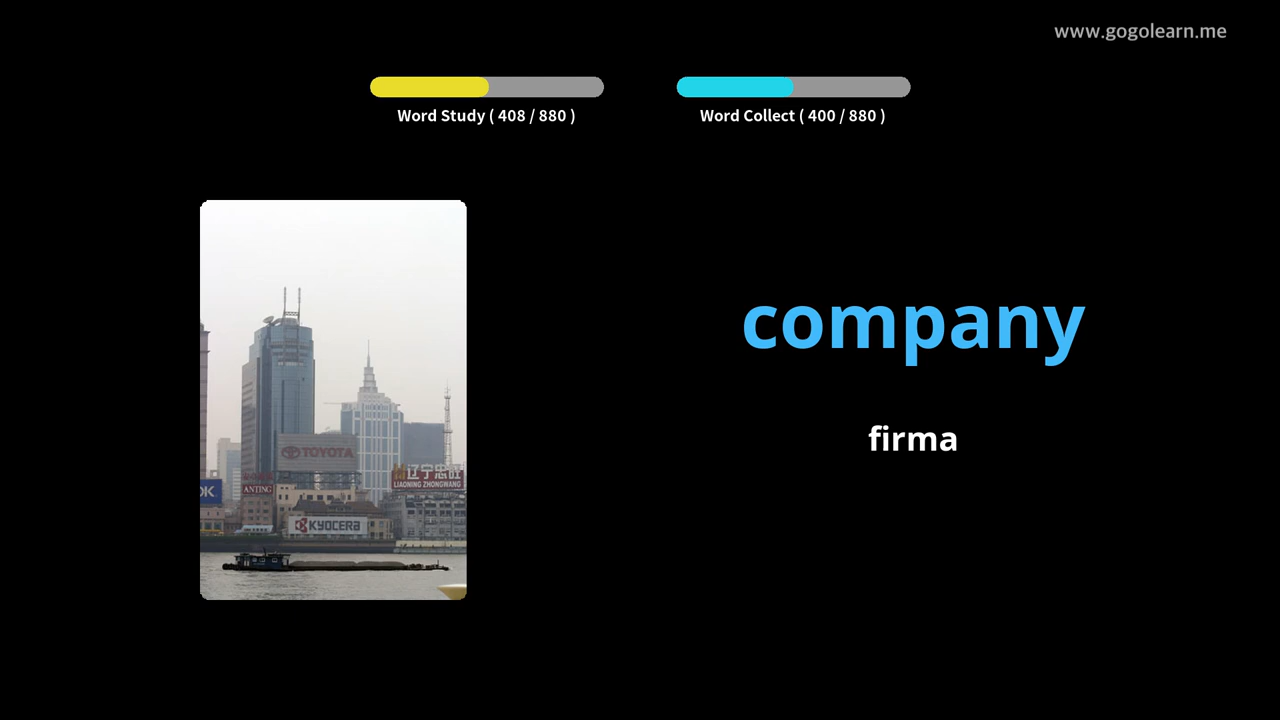 www.gogolearn.me
Word Study ( 408 / 880 )
Word Collect ( 400 / 880 )
company
firma
TOYOTA
辽宁忠旺
LIAONING ZHONGWANG
OK
ANTING
KYOCERA